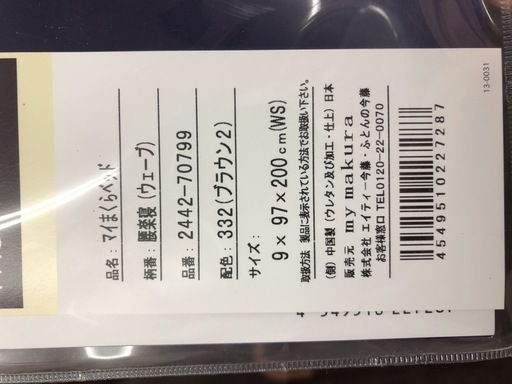 品名：マイまくらベッド
柄番：腰楽寝(ウェーブ)
品番：2442-70799
配色：332(ブラウン2)
サイズ：
9×97×200cm(WS)
取扱方法 製品に表示されている方法でお取扱い下さい。
(側)中国製(ウレタン及び加工・仕上)日本
販売元 my makura
株式会社 エイティー今藤・ふとんの今藤
お客様窓口 TEL0120-22-0070
4549510227287
13-0031